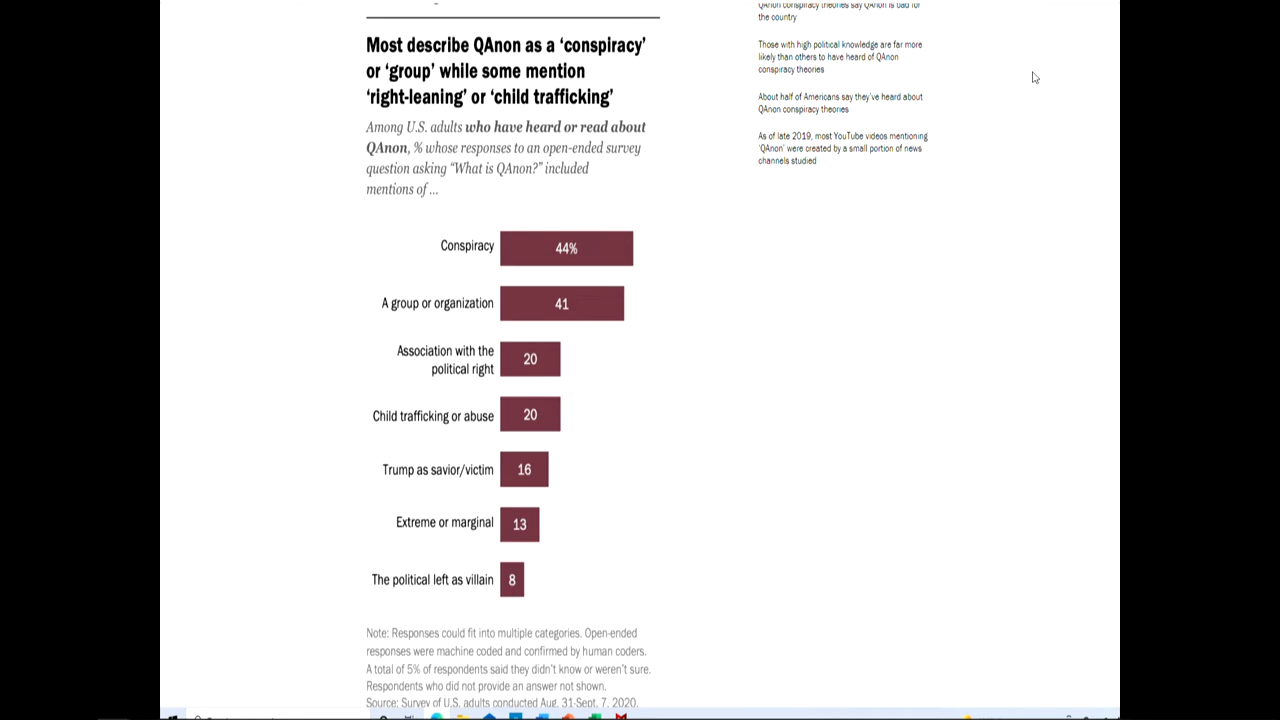 Most describe QAnon as a ‘conspiracy’
or ‘group’ while some mention
‘right-leaning’ or ‘child trafficking’
Among U.S. adults who have heard or read about
QAnon, % whose responses to an open-ended survey
question asking “What is QAnon?” included
mentions of ...
Conspiracy 44%
A group or organization 41
Association with the
political right 20
Child trafficking or abuse 20
Trump as savior/victim 16
Extreme or marginal 13
The political left as villain 8
Note: Responses could fit into multiple categories. Open-ended
responses were machine coded and confirmed by human coders.
A total of 5% of respondents said they didn’t know or weren’t sure.
Respondents who did not provide an answer not shown.
Source: Survey of U.S. adults conducted Aug. 31-Sept. 7, 2020.
QAnon conspiracy theories say QAnon is bad for
the country
Those with high political knowledge are far more
likely than others to have heard of QAnon
conspiracy theories
About half of Americans say they’ve heard about
QAnon conspiracy theories
As of late 2019, most YouTube videos mentioning
‘QAnon’ were created by a small portion of news
channels studied